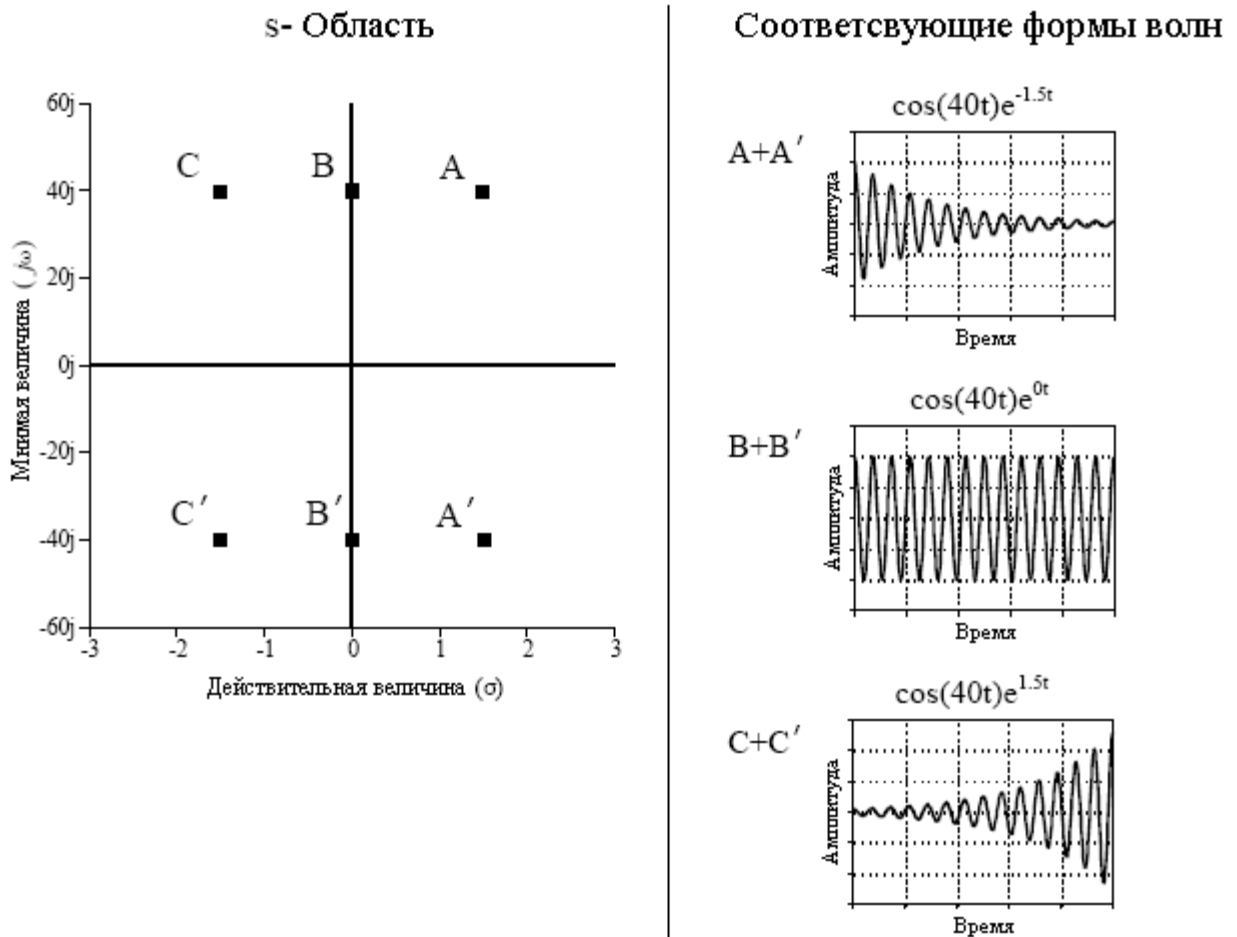 s- Область
60j
C
B
A
40j
20j
0j
-20j
C′
B′
A′
-40j
-60j
-3
-2
-1
0
1
2
3
Мнимая величина ( jω)
Действительная величина (σ)
Соответсвующие формы волн
cos(40t)e^-1.5t
A+A′
Амплитуда
Время
cos(40t)e^0t
B+B′
Амплитуда
Время
cos(40t)e^1.5t
C+C′
Амплитуда
Время